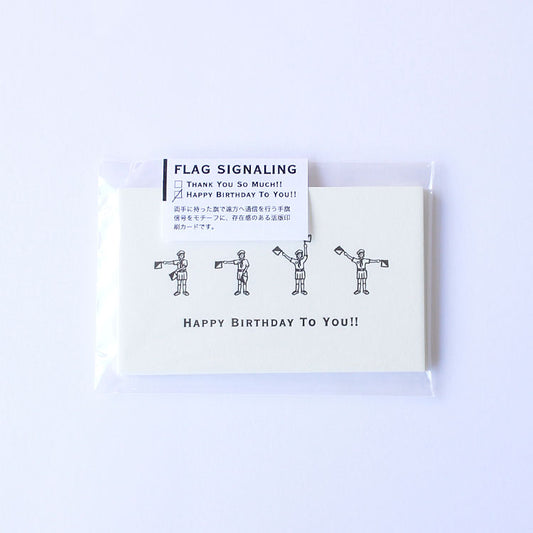 FLAG SIGNALING
THANK YOU SO MUCH!!
HAPPY BIRTHDAY TO YOU!!
両手に持った旗で遠方へ通信を行う手旗
信号をモチーフに、存在感のある活版印
刷カードです。
HAPPY BIRTHDAY TO YOU!!